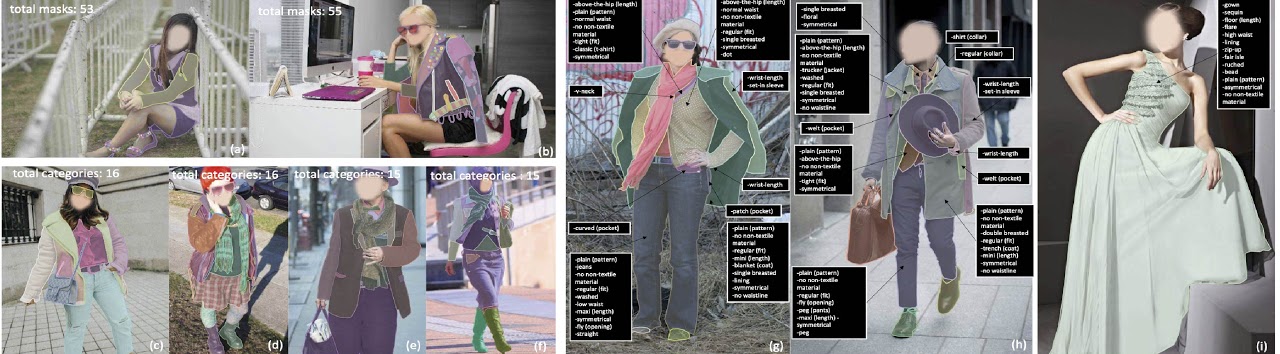 total masks: 53
(a)
total masks: 55
(b)
total categories: 16
(c)
total categories: 16
(d)
total categories: 15
(e)
total categories : 15
(f)
-above-the-hip (length)
-plain (pattern)
-normal waist
-no non-textile
material
-tight (fit)
-classic (t-shirt)
-symmetrical
-above-the-hip (length)
-normal waist
-no non-textile
material
-regular (fit)
-single breasted
-symmetrical
-dot
-v-neck
-wrist-length
-set-in sleeve
-wrist-length
-curved (pocket)
-patch (pocket)
-plain (pattern)
-jeans
-no non-textile
material
-regular (fit)
-washed
-low waist
-maxi (length)
-symmetrical
-fly (opening)
-straight
-plain (pattern)
-no non-textile
material
-regular (fit)
-mini (length)
-blanket (coat)
-single breasted
-lining
-symmetrical
-no waistline
(g)
-single breasted
-floral
-symmetrical
-plain (pattern)
-above-the-hip (length)
-no non-textile
material
-trucker (jacket)
-washed
-regular (fit)
-single breasted
-symmetrical
-no waistline
-shirt (collar)
-regular (collar)
-wrist-length
-set-in sleeve
-welt (pocket)
-plain (pattern)
-above-the-hip
-no non-textile
material
-tight (fit)
-symmetrical
-wrist-length
-welt (pocket)
-plain (pattern)
-no non-textile
material
-double breasted
-regular (fit)
-trench (coat)
-mini (length)
-symmetrical
-no waistline
-plain (pattern)
-no non-textile
material
-regular (fit)
-fly (opening)
-peg (pants)
-maxi (length) -
symmetrical
-peg
(h)
-gown
-sequin
-floor (length)
-flare
-high waist
-lining
-zip-up
-fair isle
-ruched
-bead
-plain (pattern)
-asymmetrical
-no non-textile
material
(i)